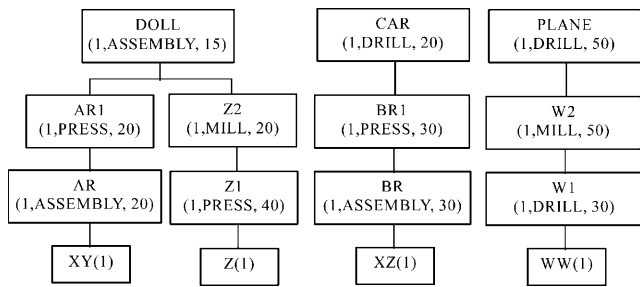 DOLL
(1,ASSEMBLY, 15)
CAR
(1,DRILL, 20)
PLANE
(1,DRILL, 50)
AR1
(1,PRESS, 20)
Z2
(1,MILL, 20)
BR1
(1,PRESS, 30)
W2
(1,MILL, 50)
AR
(1,ASSEMBLY, 20)
Z1
(1,PRESS, 40)
BR
(1,ASSEMBLY, 30)
W1
(1,DRILL, 30)
XY(1)
Z(1)
XZ(1)
WW(1)